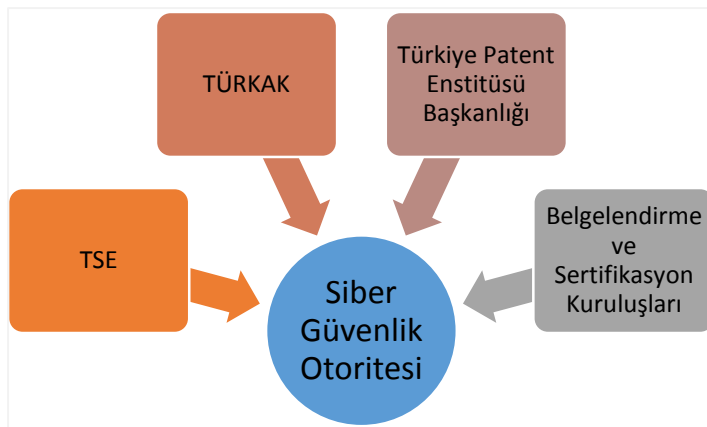 TÜRKAK
Türkiye Patent
Enstitüsü
Başkanlığı
TSE
Belgelendirme
ve
Sertifikasyon
Kuruluşları
Siber
Güvenlik
Otoritesi